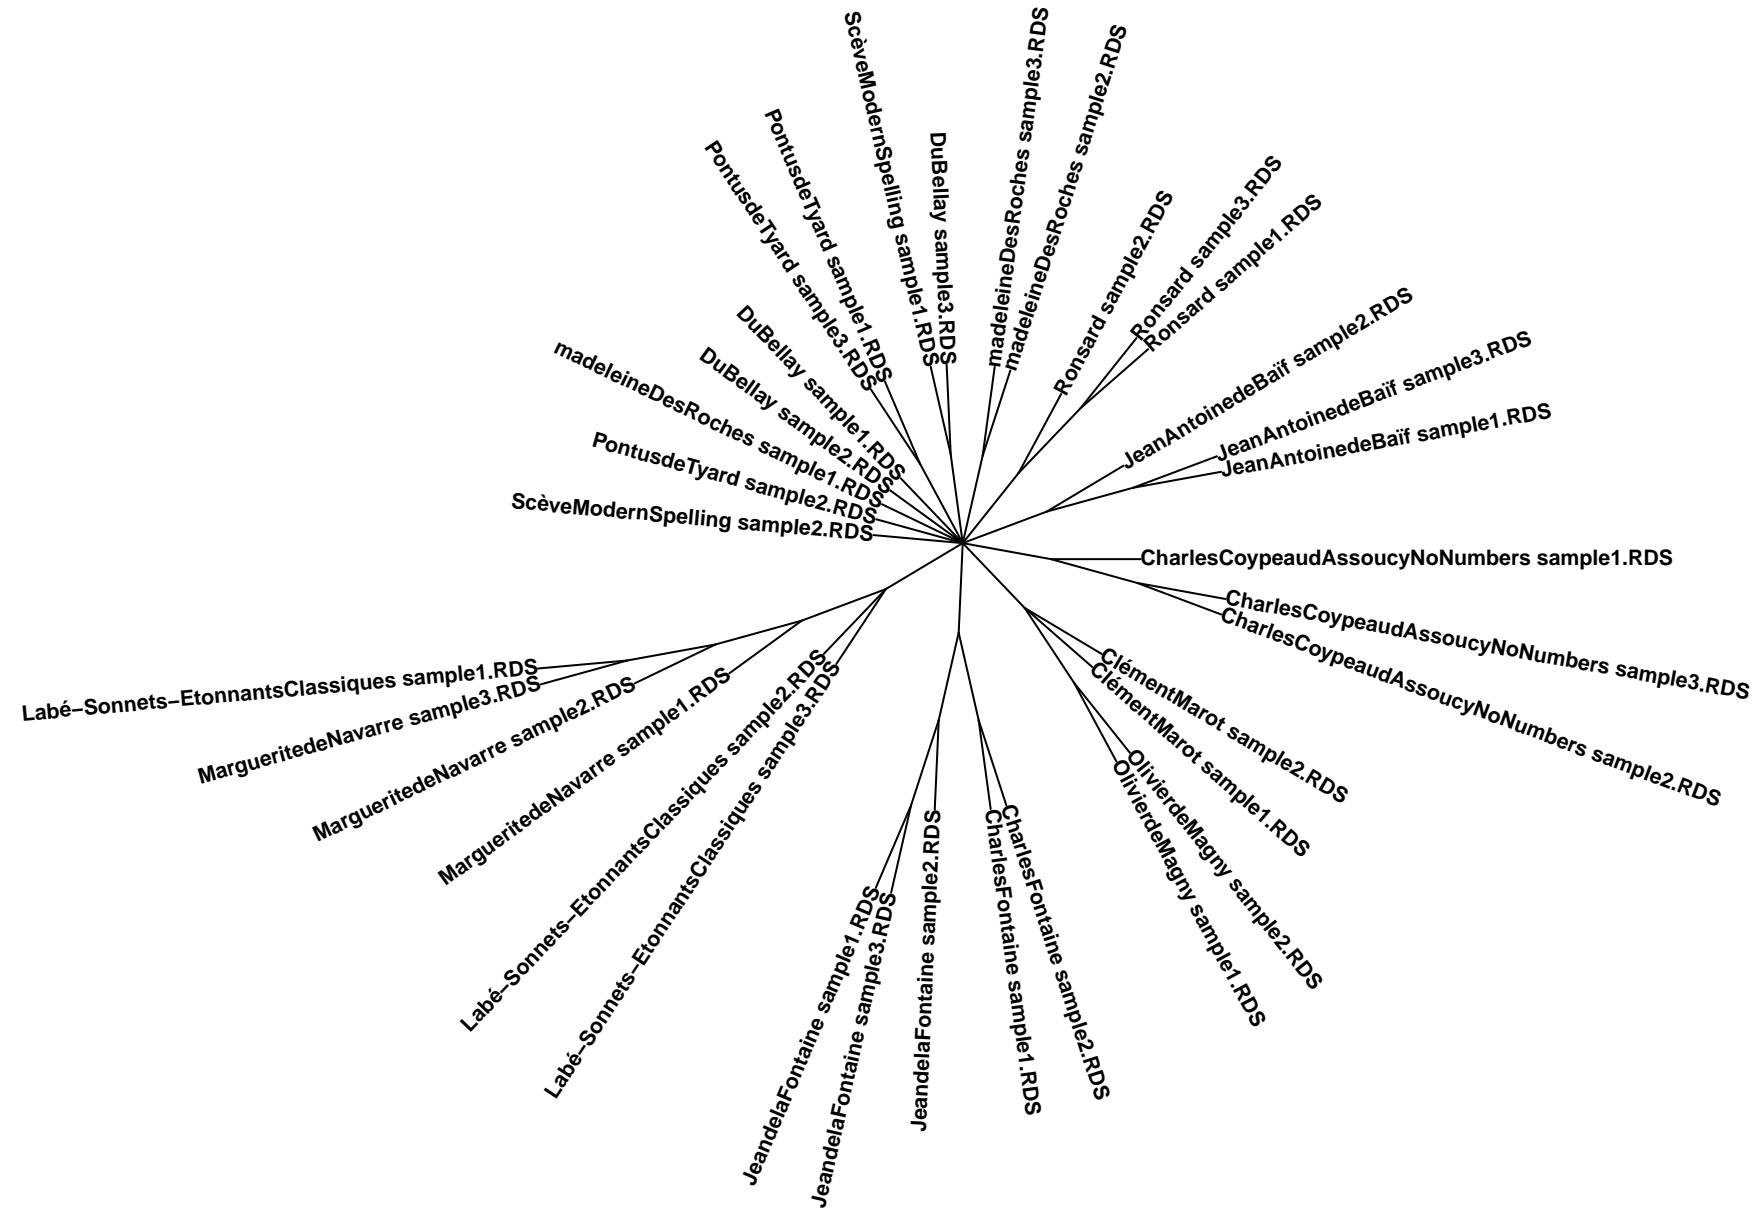 ScèveModernSpelling sample1.RDS
DuBellay sample3.RDS
madeleineDesRoches sample3.RDS
madeleineDesRoches sample2.RDS
Ronsard sample2.RDS
Ronsard sample3.RDS
Ronsard sample1.RDS
JeanAntoinedeBaïf sample2.RDS
JeanAntoinedeBaïf sample3.RDS
JeanAntoinedeBaïf sample1.RDS
CharlesCoypeaudAssoucyNoNumbers sample1.RDS
CharlesCoypeaudAssoucyNoNumbers sample3.RDS
CharlesCoypeaudAssoucyNoNumbers sample2.RDS
ClémentMarot sample2.RDS
ClémentMarot sample1.RDS
OlivierdeMagny sample2.RDS
OlivierdeMagny sample1.RDS
CharlesFontaine sample2.RDS
CharlesFontaine sample1.RDS
JeandelaFontaine sample2.RDS
JeandelaFontaine sample3.RDS
JeandelaFontaine sample1.RDS
Labé–Sonnets–EtonnantsClassiques sample3.RDS
Labé–Sonnets–EtonnantsClassiques sample2.RDS
MargueritedeNavarre sample1.RDS
MargueritedeNavarre sample2.RDS
MargueritedeNavarre sample3.RDS
Labé–Sonnets–EtonnantsClassiques sample1.RDS
ScèveModernSpelling sample2.RDS
PontusdeTyard sample2.RDS
madeleineDesRoches sample1.RDS
DuBellay sample2.RDS
DuBellay sample1.RDS
PontusdeTyard sample3.RDS
PontusdeTyard sample1.RDS